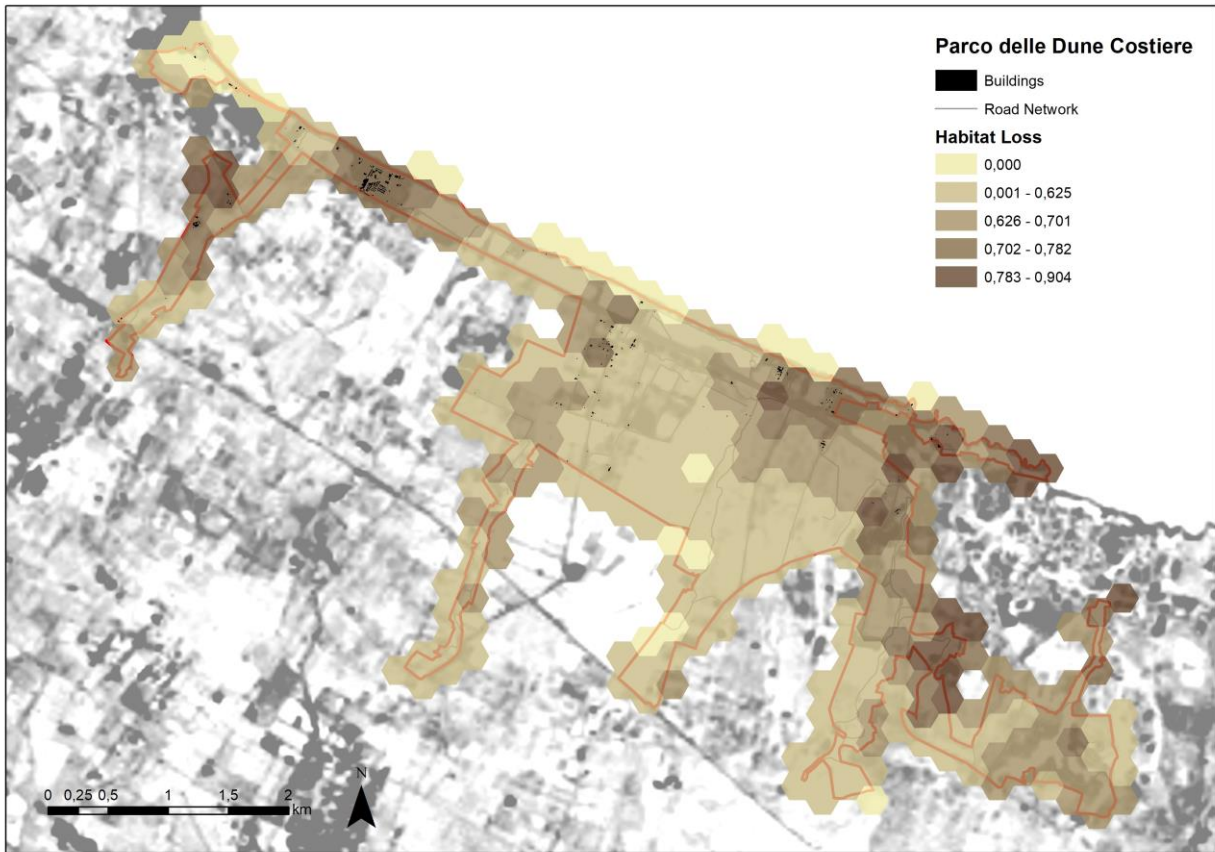 Parco delle Dune Costiere
Buildings
Road Network
Habitat Loss
0,000
0,001 - 0,625
0,626 - 0,701
0,702 - 0,782
0,783 - 0,904
N
0 0,25 0,5 1 1,5 2
km